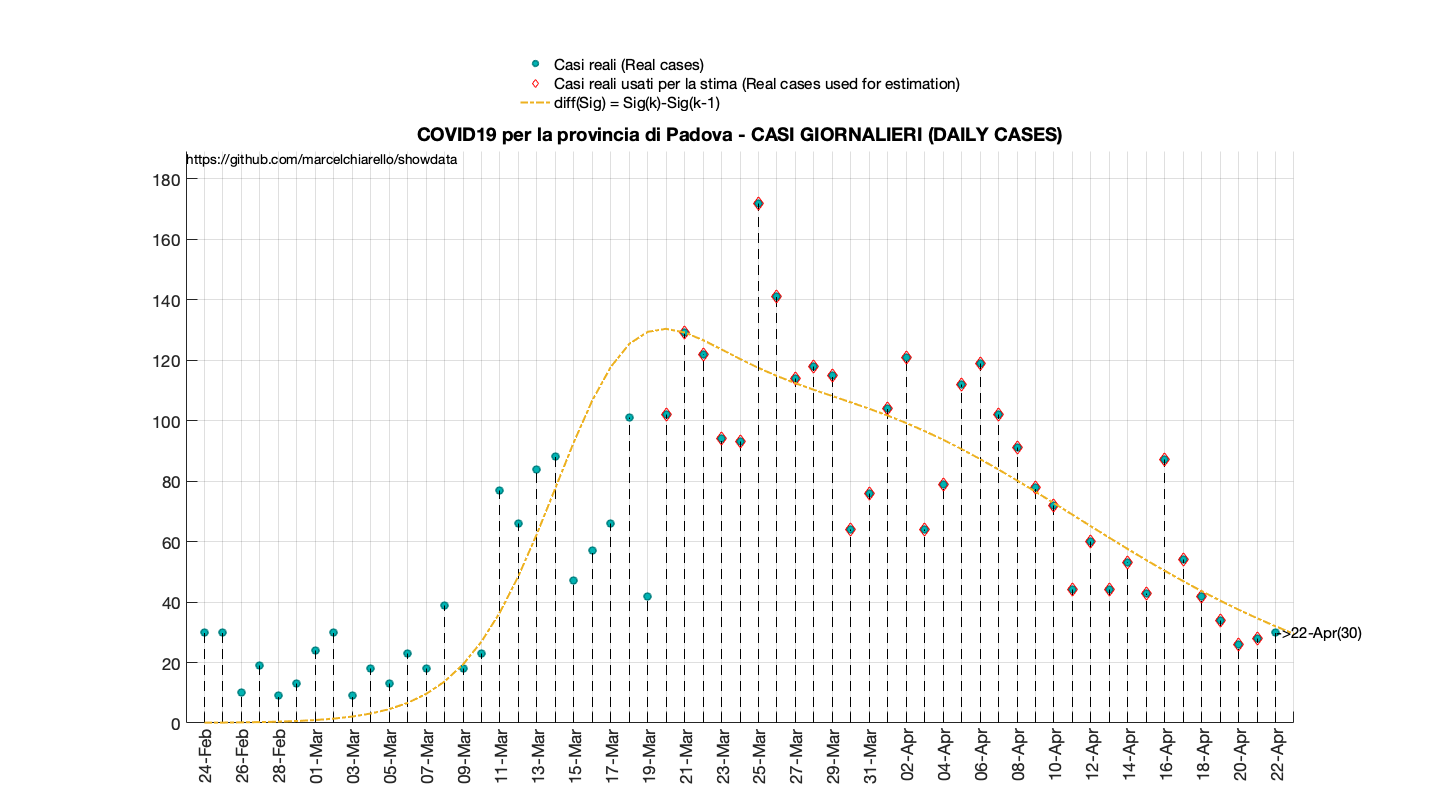 Casi reali (Real cases)
Casi reali usati per la stima (Real cases used for estimation)
diff(Sig) = Sig(k)-Sig(k-1)
COVID19 per la provincia di Padova - CASI GIORNALIERI (DAILY CASES)
https://github.com/marcelchiarello/showdata
180
160
140
120
100
80
60
40
20
0
->22-Apr(30)
24-Feb
26-Feb
28-Feb
01-Mar
03-Mar
05-Mar
07-Mar
09-Mar
11-Mar
13-Mar
15-Mar
17-Mar
19-Mar
21-Mar
23-Mar
25-Mar
27-Mar
29-Mar
31-Mar
02-Apr
04-Apr
06-Apr
08-Apr
10-Apr
12-Apr
14-Apr
16-Apr
18-Apr
20-Apr
22-Apr